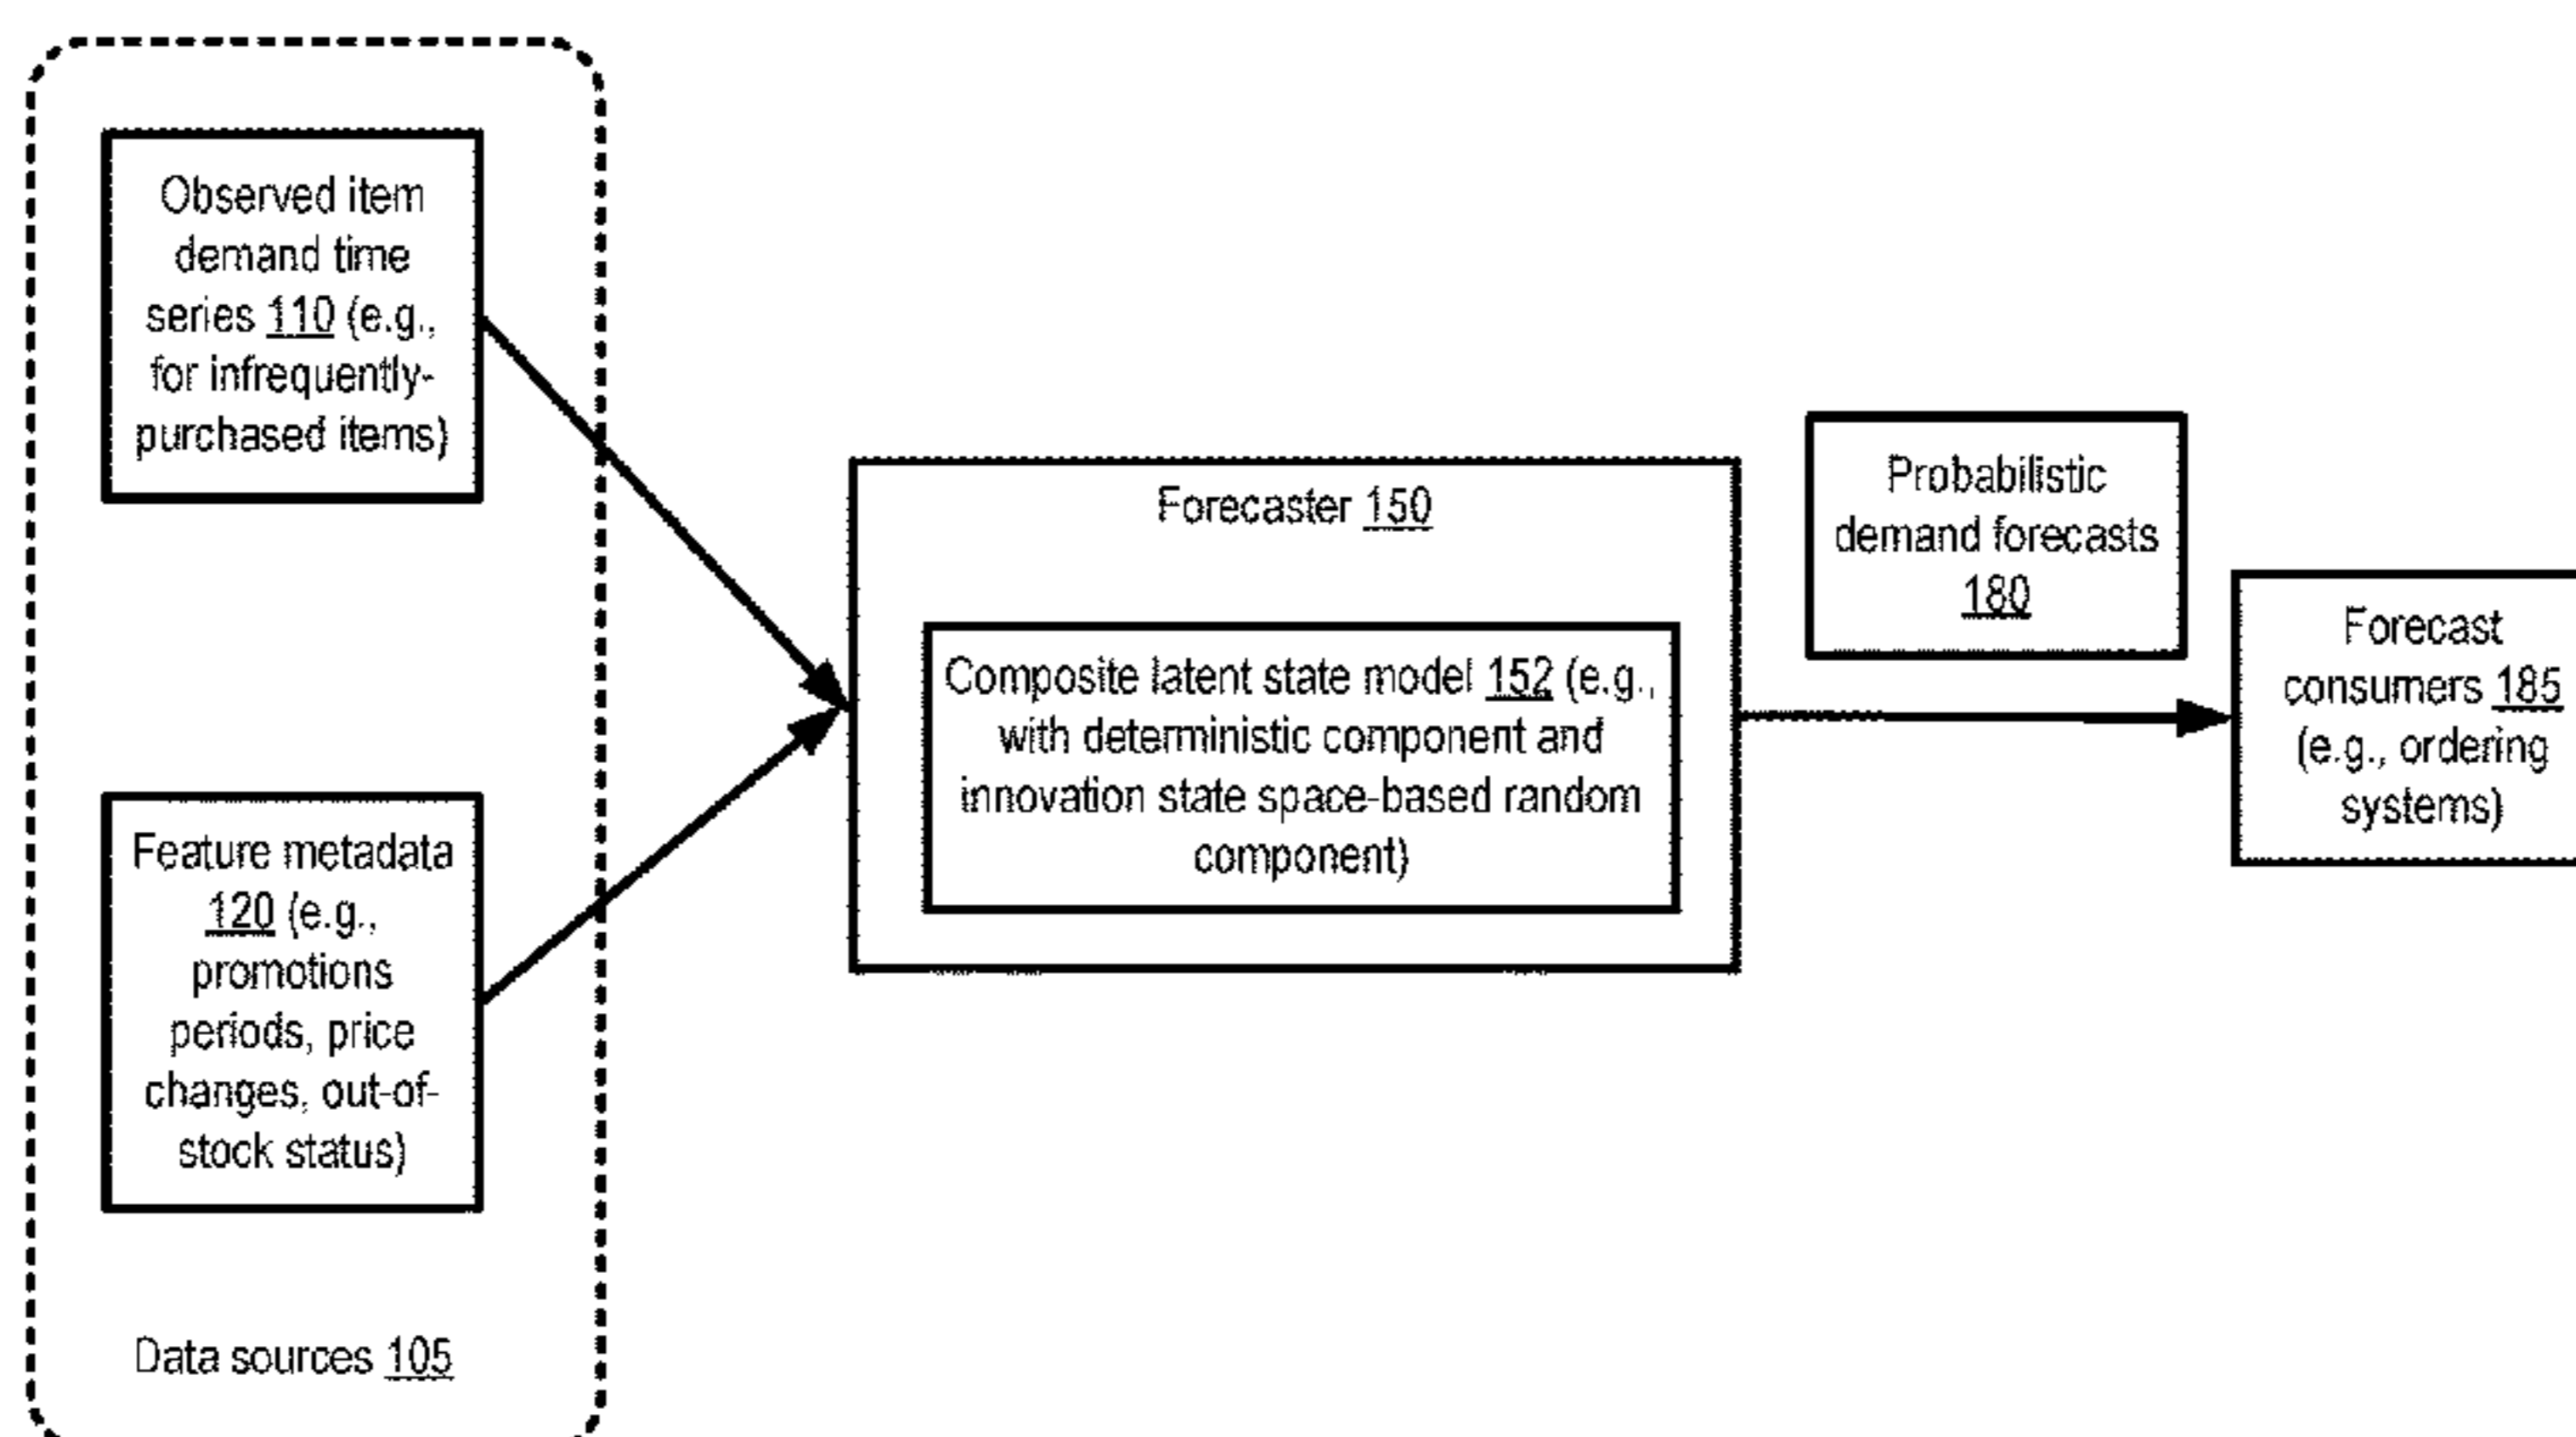 Observed item
demand time
series 110 (e.g.,
for infrequently-
purchased items)
Feature metadata
120 (e.g.,
promotions
periods, price
changes, out-of-
stock status)
Data sources 105
Forecaster 150
Composite latent state model 152 (e.g.,
with deterministic component and
innovation state space-based random
component)
Probabilistic
demand forecasts
180
Forecast
consumers 185
(e.g., ordering
systems)